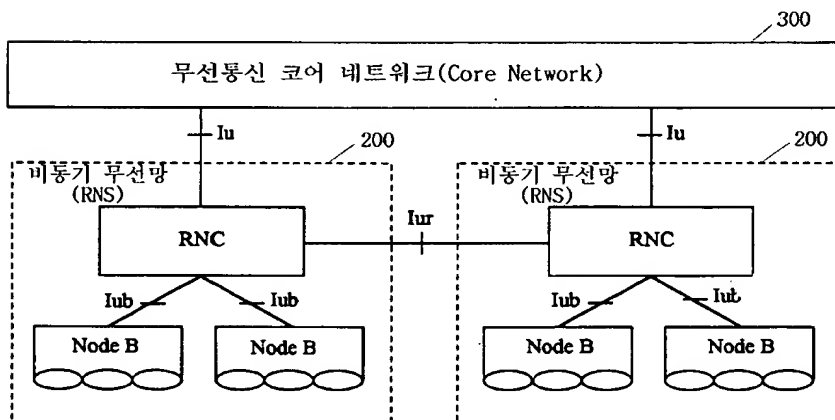 300
무선통신 코어 네트워크(Core Network)
Iu
Iu
200
200
비동기 무선망
(RNS)
비동기 무선망
(RNS)
RNC
Iur
RNC
Iub
Iub
Iub
Iut
Node B
Node B
Node B
Node B